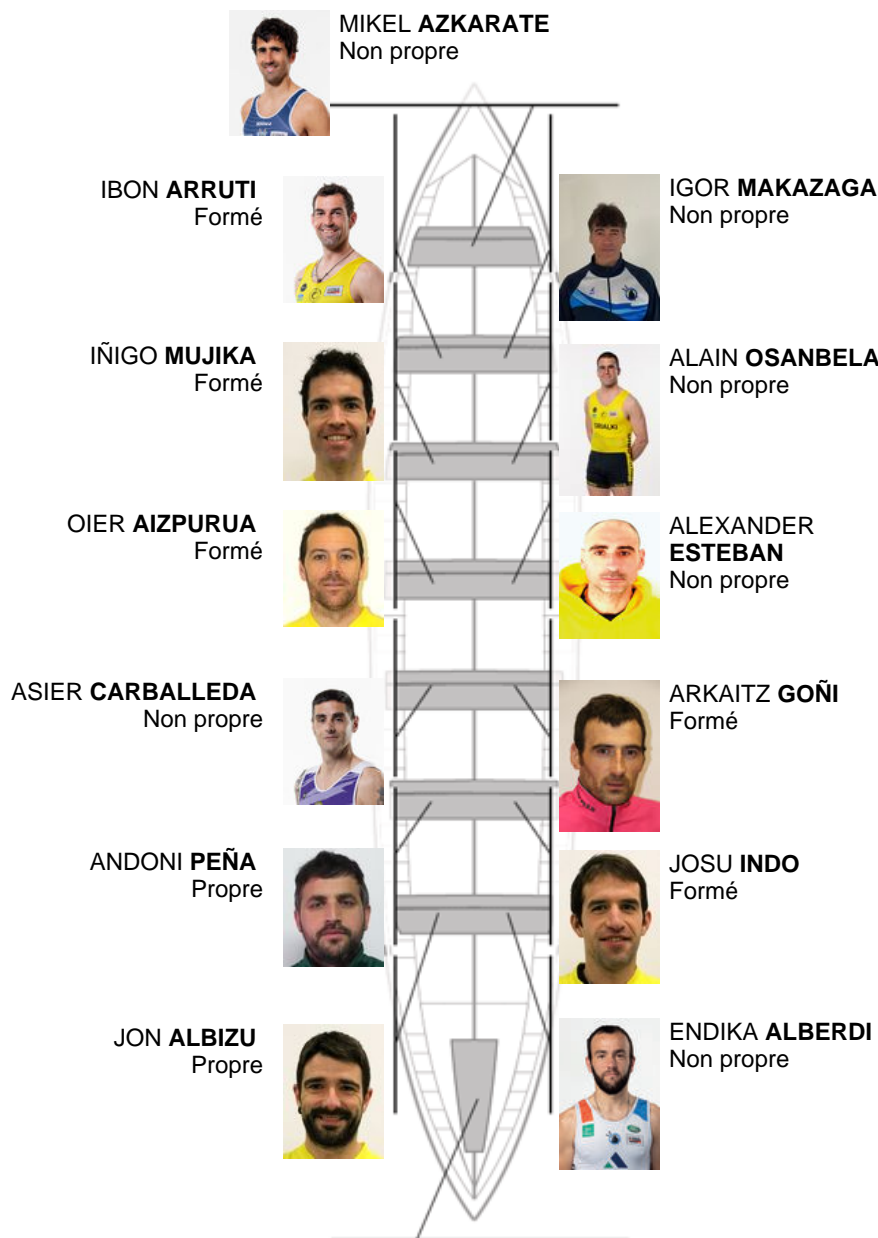 MIKEL AZKARATE
Non propre
IBON ARRUTI
Formé
IGOR MAKAZAGA
Non propre
IÑIGO MUJIKA
Formé
ALAIN OSANBELA
Non propre
OIER AIZPURUA
Formé
ALEXANDER
ESTEBAN
Non propre
ASIER CARBALLEDA
Non propre
ARKAITZ GOÑI
Formé
ANDONI PEÑA
Propre
JOSU INDO
Formé
JON ALBIZU
Propre
ENDIKA ALBERDI
Non propre